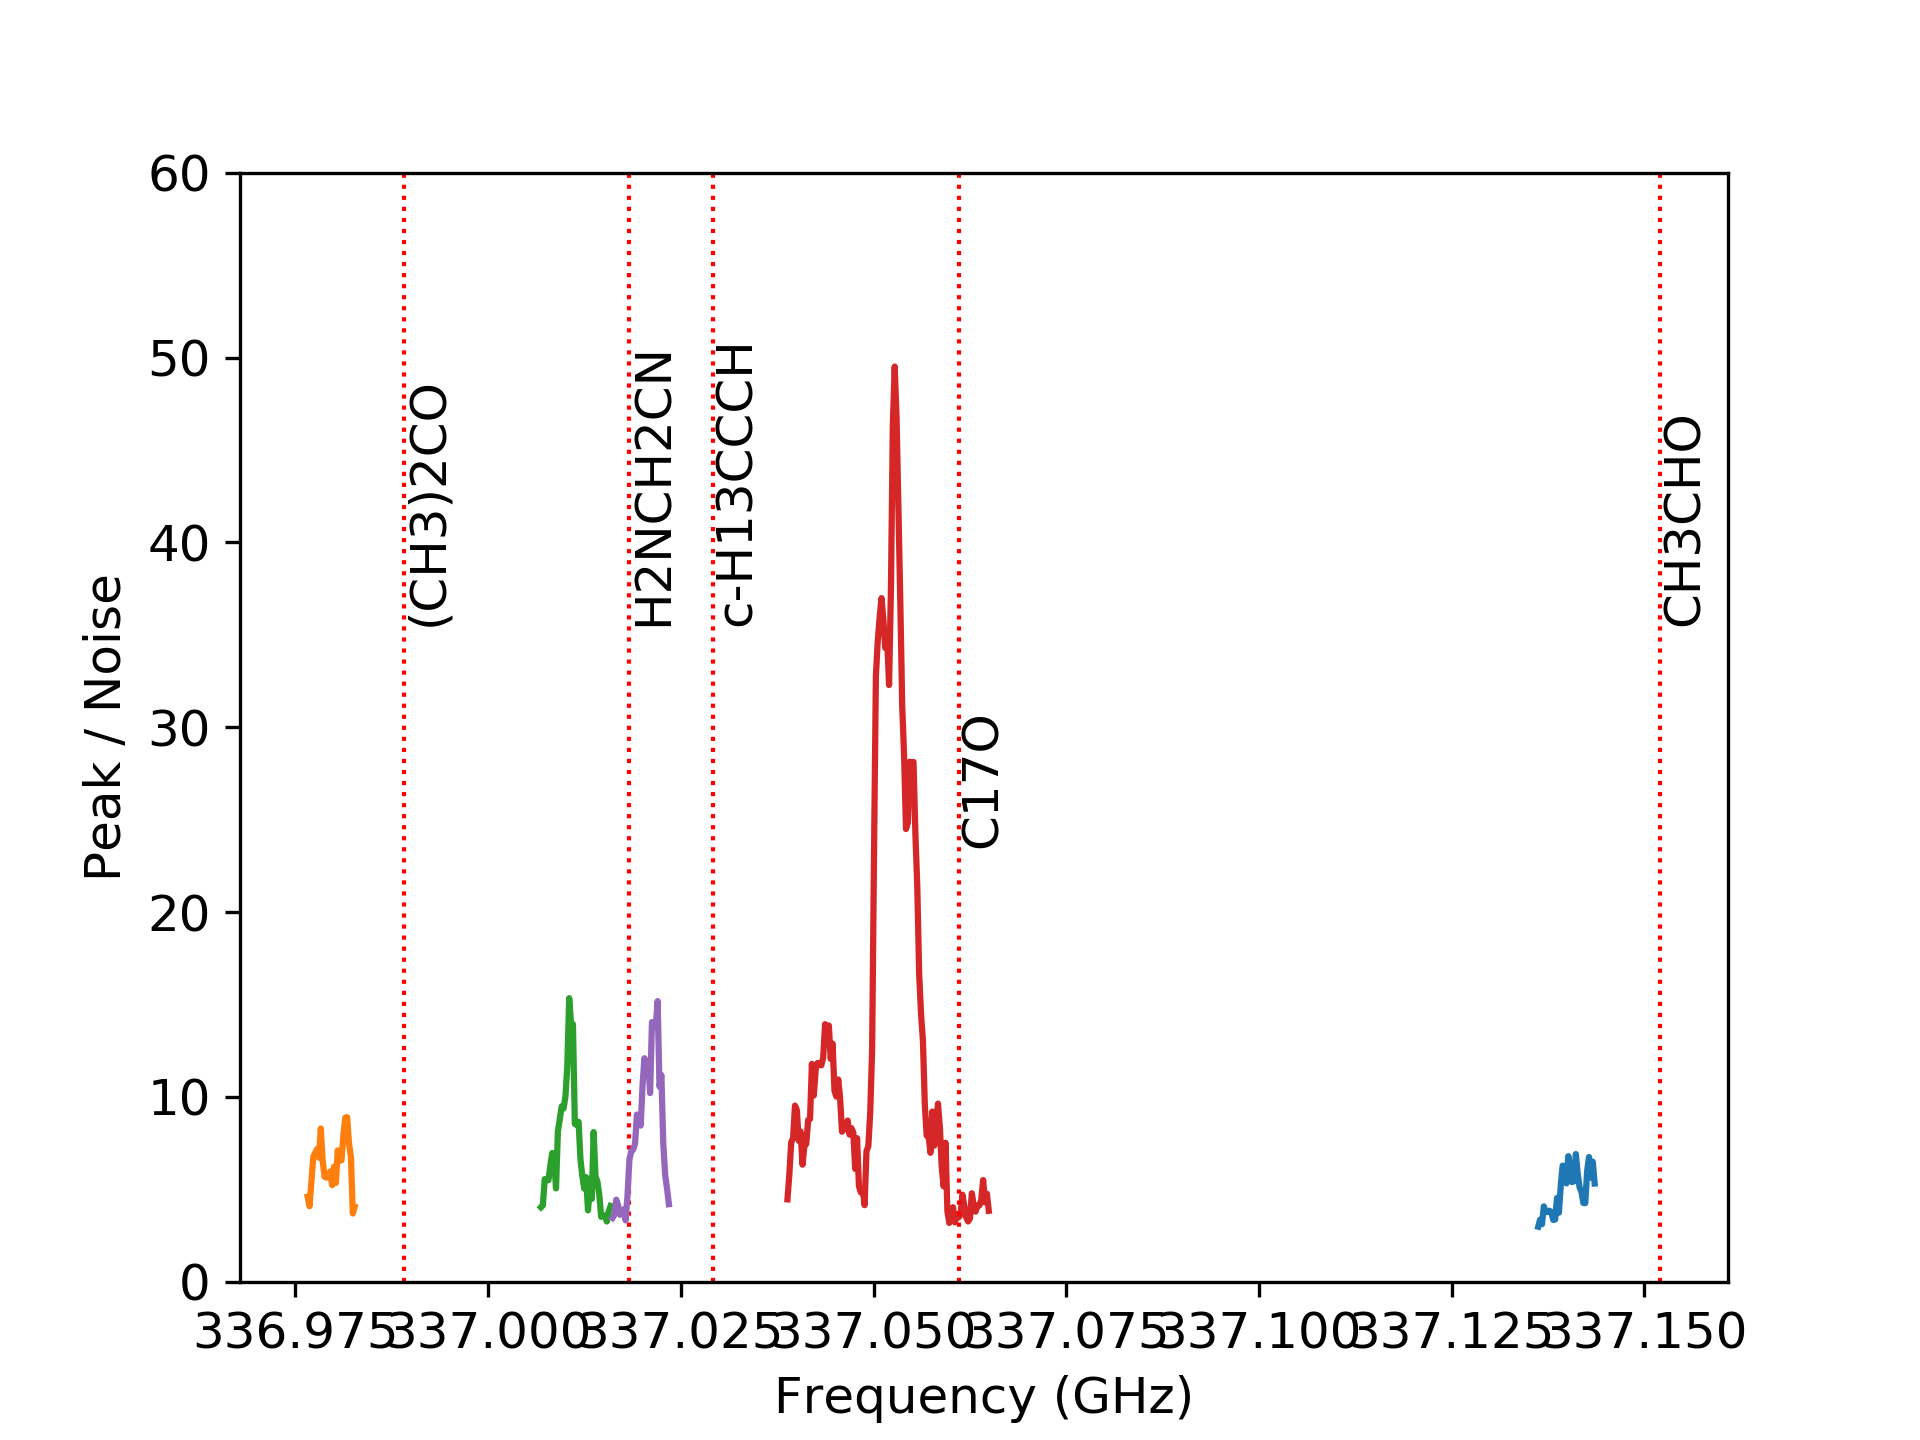 60
50
40
30
20
10
0
Peak / Noise
(CH3)2CO
H2NCH2CN
c-H13CCCH
C17O
CH3CHO
336.975
337.000
337.025
337.050
337.075
337.100
337.125
337.150
Frequency (GHz)